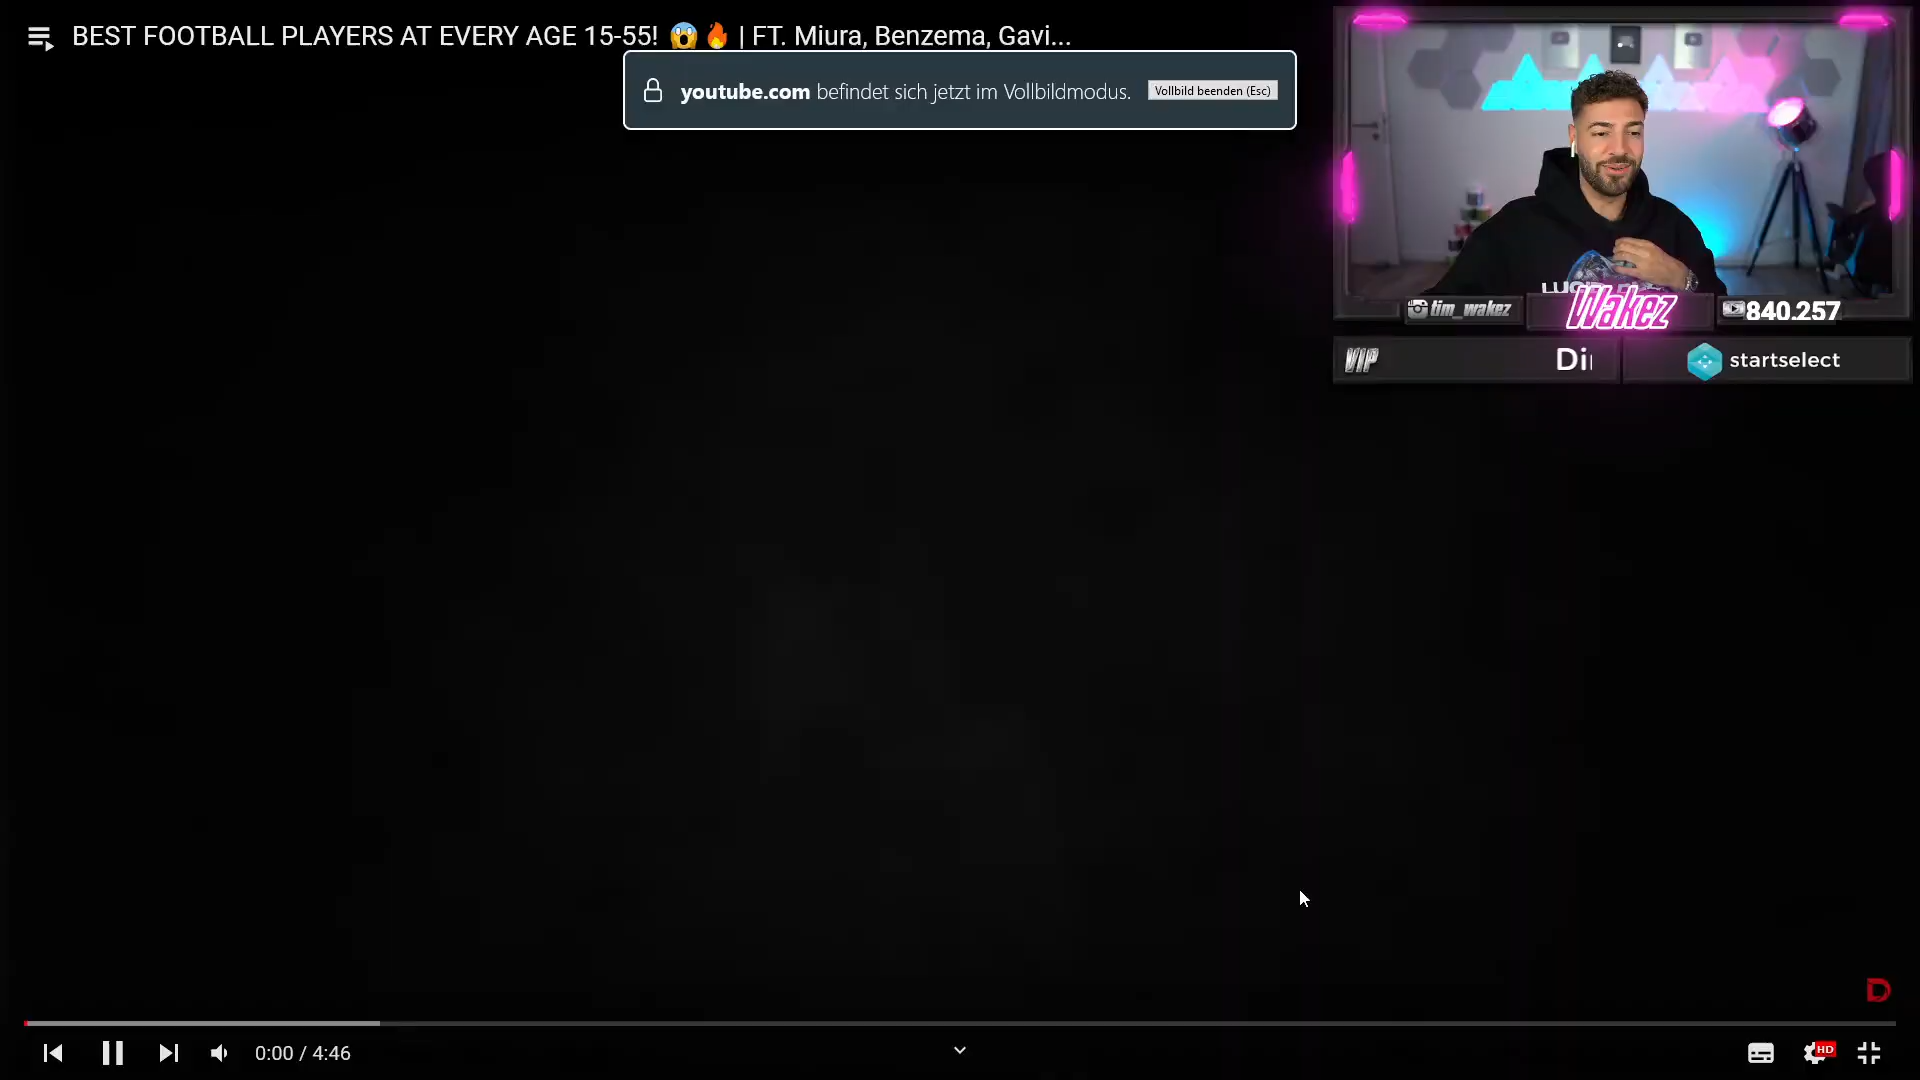 BEST FOOTBALL PLAYERS AT EVERY AGE 15-55! 😱🔥 | FT. Miura, Benzema, Gavi...
youtube.com befindet sich jetzt im Vollbildmodus. Vollbild beenden (Esc)
tim_wakez
Wakez
840.257
VIP
Di
startselect
D
0:00 / 4:46
HD